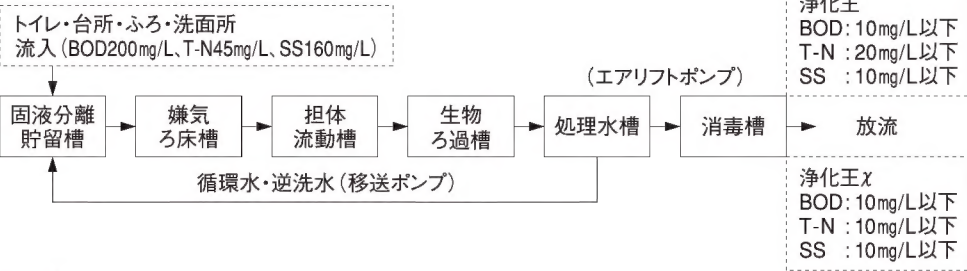 トイレ・台所・ふろ・洗面所
流入（BOD200mg/L、T-N45mg/L、SS160mg/L）
浄化王
BOD：10mg/L以下
T-N：20mg/L以下
SS：10mg/L以下
（エアリフトポンプ）
固液分離
貯留槽
嫌気
ろ床槽
担体
流動槽
生物
ろ過槽
処理水槽
消毒槽
放流
循環水・逆洗水（移送ポンプ）
浄化王χ
BOD：10mg/L以下
T-N：10mg/L以下
SS：10mg/L以下